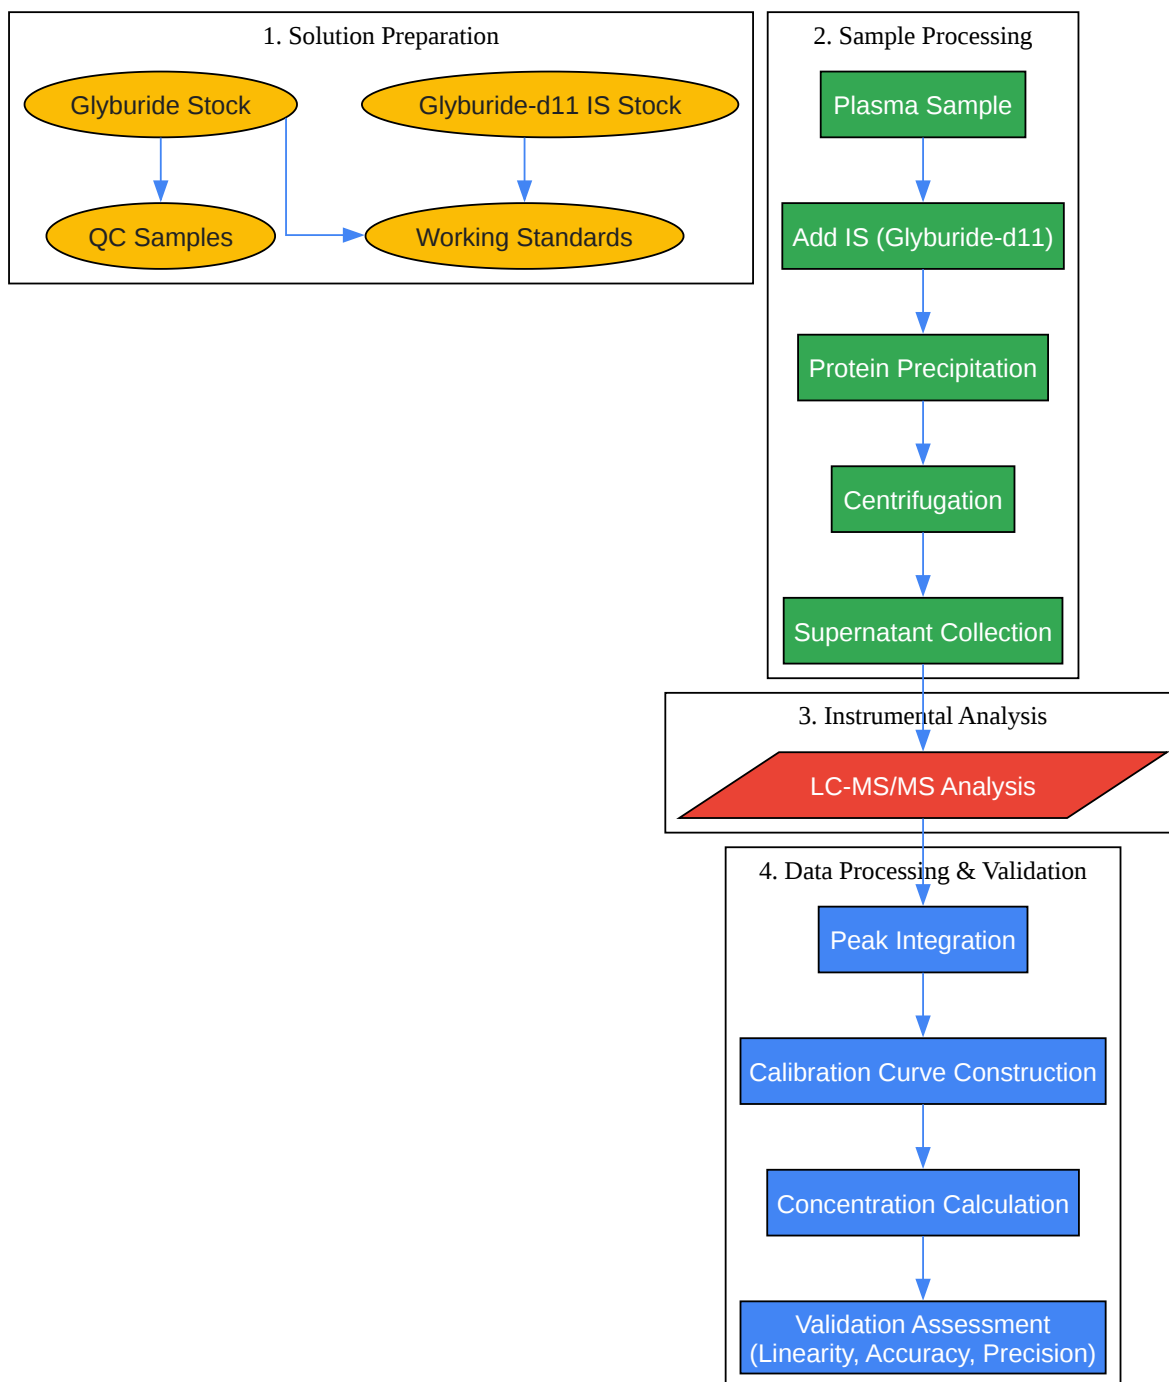 1. Solution Preparation
Glyburide Stock
Glyburide-d11 IS Stock
QC Samples
Working Standards
2. Sample Processing
Plasma Sample
Add IS (Glyburide-d11)
Protein Precipitation
Centrifugation
Supernatant Collection
3. Instrumental Analysis
LC-MS/MS Analysis
4. Data Processing & Validation
Peak Integration
Calibration Curve Construction
Concentration Calculation
Validation Assessment
(Linearity, Accuracy, Precision)